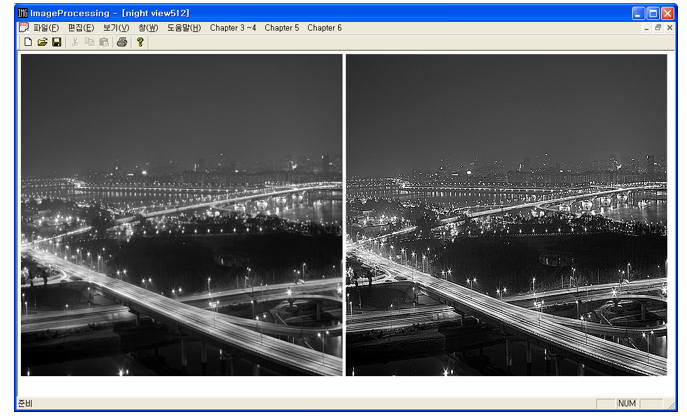 IMG ImageProcessing - [night view512]
파일(F) 편집(E) 보기(V) 창(W) 도움말(H) Chapter 3 ~4 Chapter 5 Chapter 6
준비 NUM